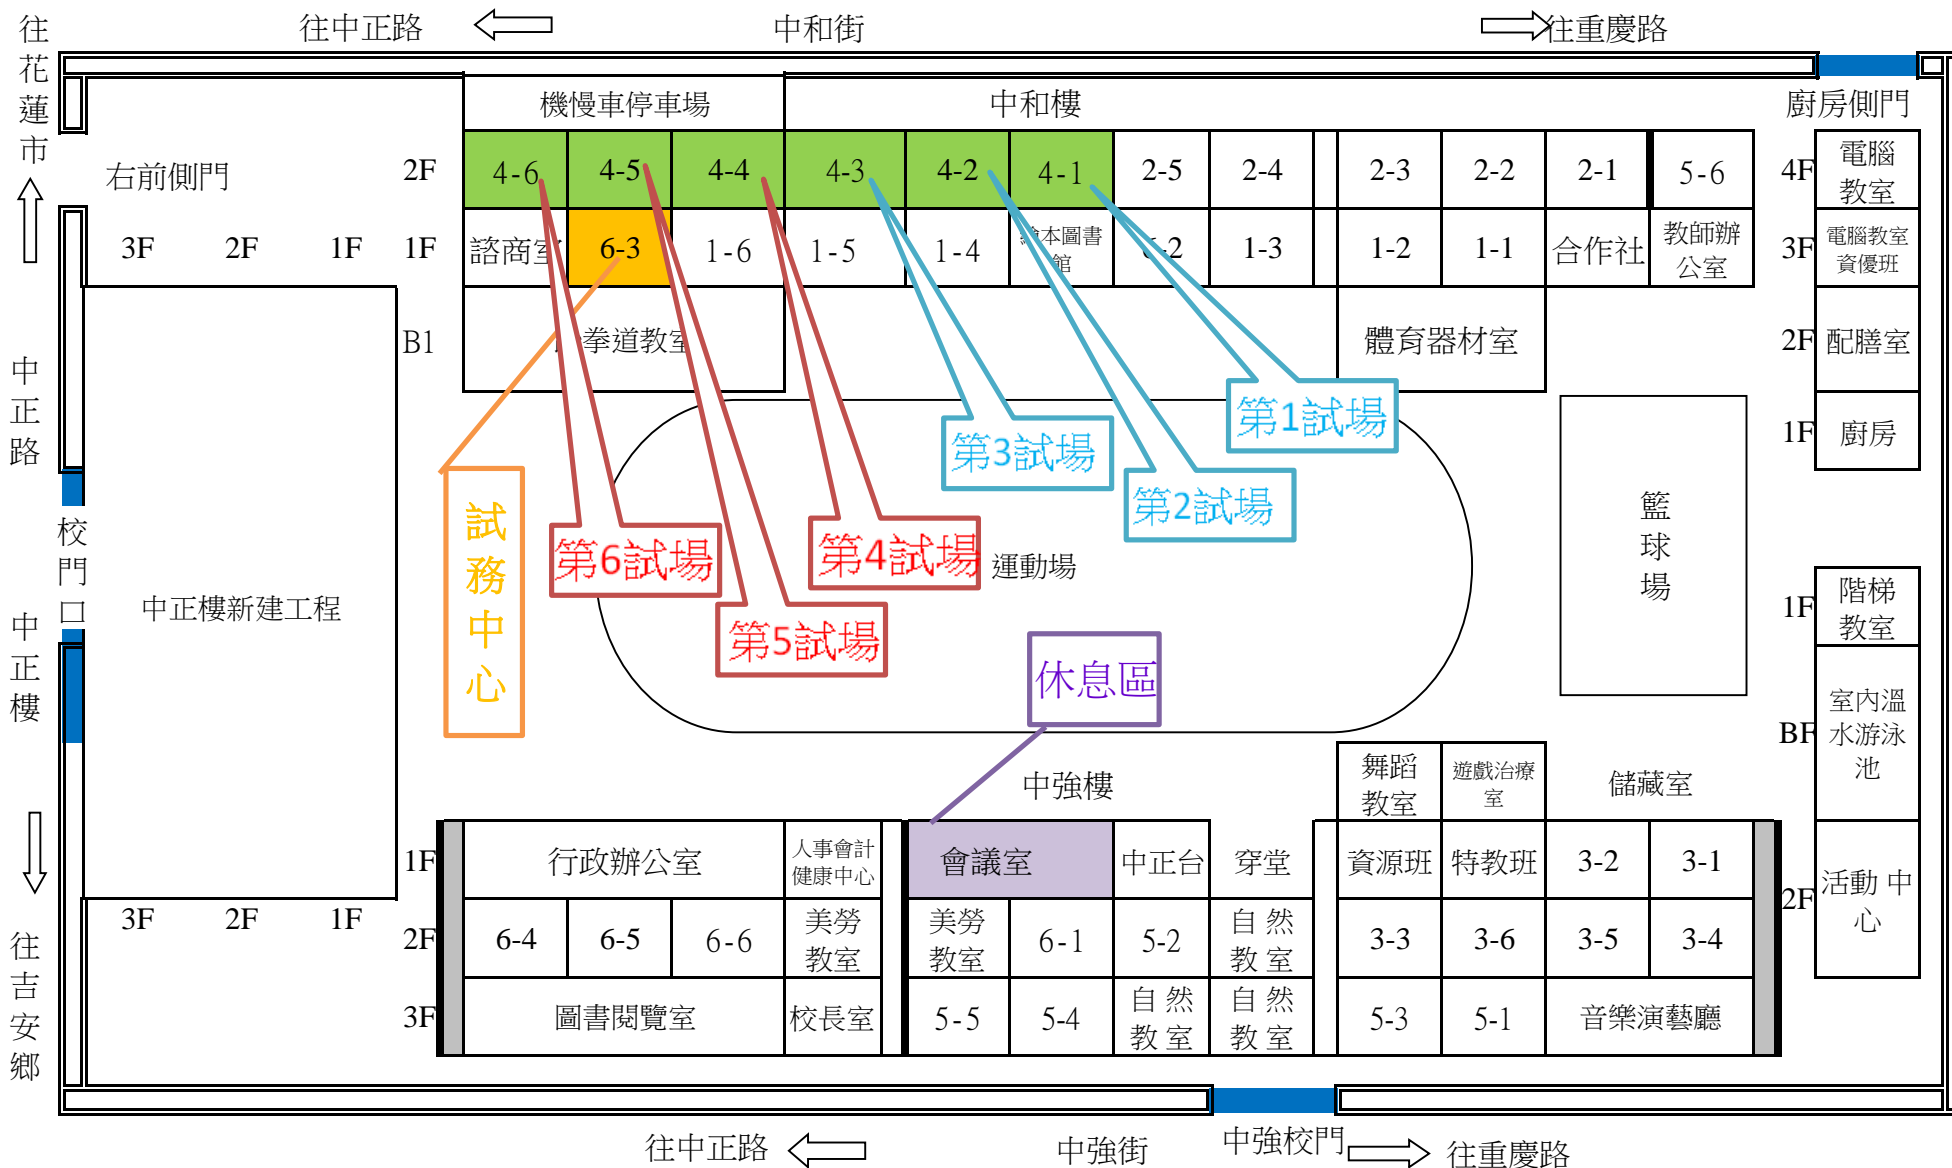 往中正路
中和街
往重慶路
往花蓮市
機慢車停車場
中和樓
廚房側門
右前側門
2F
4-6
4-5
4-4
4-3
4-2
4-1
2-5
2-4
2-3
2-2
2-1
5-6
4F
電腦
教室
3F
2F
1F
1F
諮商室
6-3
1-6
1-5
1-4
繪本圖書
館
6-2
1-3
1-2
1-1
合作社
教師辦
公室
3F
電腦教室
資優班
B1
拳道教室
體育器材室
2F
配膳室
中正路
第1試場
第3試場
第2試場
1F
廚房
試務中心
第6試場
第4試場
第5試場
運動場
籃球場
校門口
中正樓新建工程
中正樓
休息區
1F
階梯
教室
BF
室內溫
水游泳
池
中強樓
舞蹈
教室
遊戲治療
室
儲藏室
1F
行政辦公室
人事會計
健康中心
會議室
中正台
穿堂
資源班
特教班
3-2
3-1
2F
活動 中
心
3F
2F
1F
2F
6-4
6-5
6-6
美勞
教室
美勞
教室
6-1
5-2
自 然
教 室
3-3
3-6
3-5
3-4
往吉安鄉
3F
圖書閱覽室
校長室
5-5
5-4
自 然
教 室
自 然
教 室
5-3
5-1
音樂演藝廳
往中正路
中強街
中強校門
往重慶路